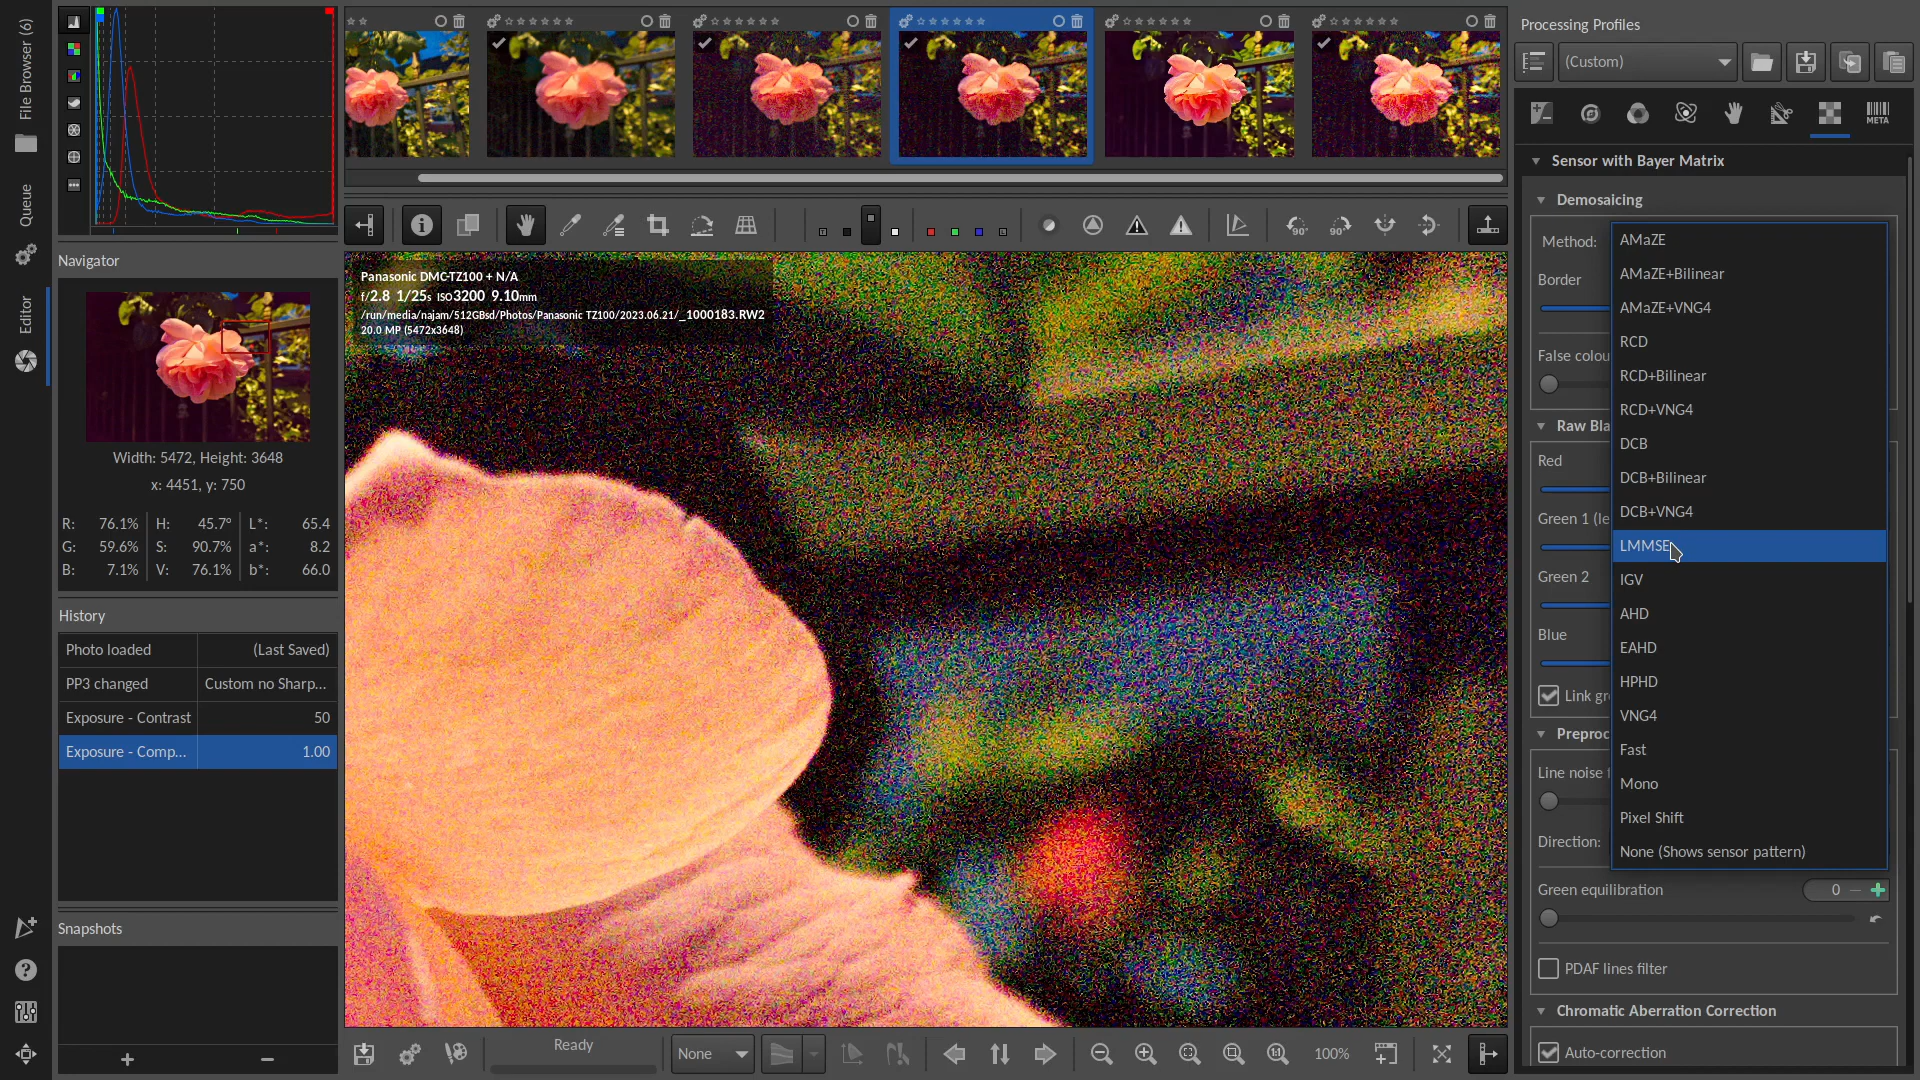 File Browser (6)
Queue
Editor
Navigator
Width: 5472, Height: 3648
x: 4451, y: 750
R: 76.1% H: 45.7° L*: 65.4
G: 59.6% S: 90.7% a*: 8.2
B: 7.1% V: 76.1% b*: 66.0
History
Photo loaded (Last Saved)
PP3 changed Custom no Sharp...
Exposure - Contrast 50
Exposure - Comp... 1.00
Snapshots
+ −
90° 90°
Panasonic DMC-TZ100 + N/A
f/2.8 1/25s ISO3200 9.10mm
/run/media/najam/512GBsd/Photos/Panasonic TZ100/2023.06.21/_1000183.RW2
20.0 MP (5472x3648)
Ready
None
1:1
100%
Processing Profiles
(Custom)
META
Sensor with Bayer Matrix
Demosaicing
Method:
Border
False colou
Raw Bla
Red
Green 1 (le
Green 2
Blue
Link gr
Preproc
Line noise f
Direction:
AMaZE
AMaZE+Bilinear
AMaZE+VNG4
RCD
RCD+Bilinear
RCD+VNG4
DCB
DCB+Bilinear
DCB+VNG4
LMMSE
IGV
AHD
EAHD
HPHD
VNG4
Fast
Mono
Pixel Shift
None (Shows sensor pattern)
Green equilibration 0
PDAF lines filter
Chromatic Aberration Correction
Auto-correction